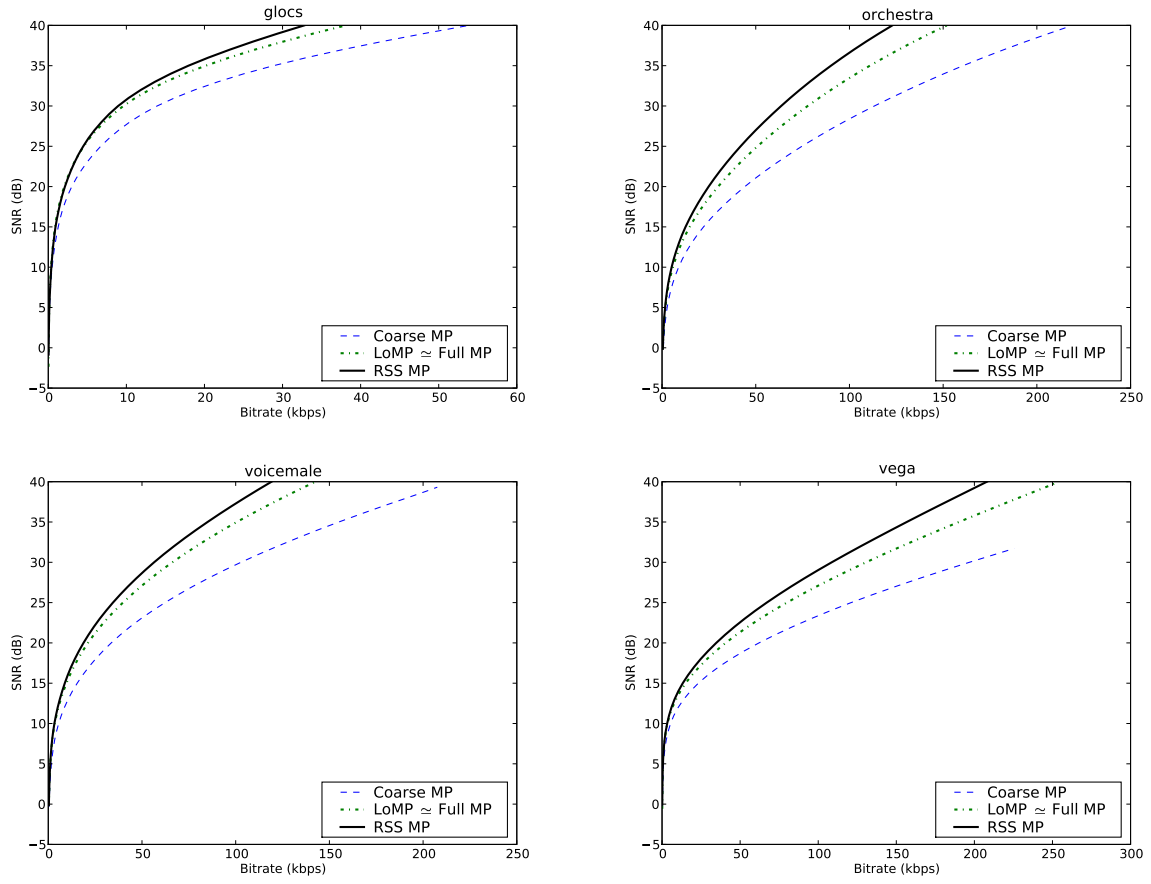 glocs
40
35
30
25
20
15
10
5
0
−5
SNR (dB)
0 10 20 30 40 50 60
Bitrate (kbps)
Coarse MP
LoMP ≃ Full MP
RSS MP
orchestra
40
35
30
25
20
15
10
5
0
−5
SNR (dB)
0 50 100 150 200 250
Bitrate (kbps)
Coarse MP
LoMP ≃ Full MP
RSS MP
voicemale
40
35
30
25
20
15
10
5
0
−5
SNR (dB)
0 50 100 150 200 250
Bitrate (kbps)
Coarse MP
LoMP ≃ Full MP
RSS MP
vega
40
35
30
25
20
15
10
5
0
−5
SNR (dB)
0 50 100 150 200 250 300
Bitrate (kbps)
Coarse MP
LoMP ≃ Full MP
RSS MP